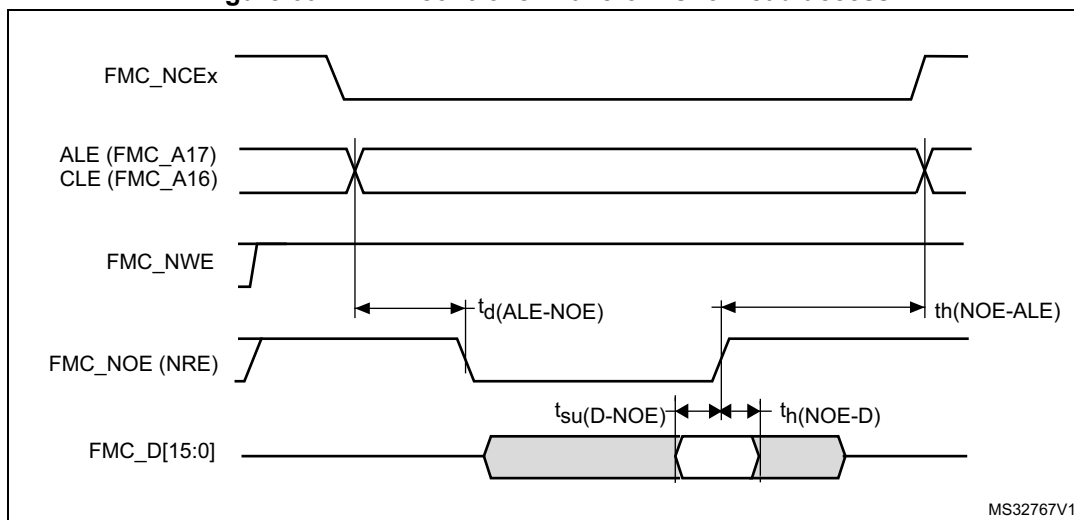 FMC_NCEx
ALE (FMC_A17)
CLE (FMC_A16)
FMC_NWE
td(ALE-NOE)
th(NOE-ALE)
FMC_NOE (NRE)
tsu(D-NOE)
th(NOE-D)
FMC_D[15:0]
MS32767V1